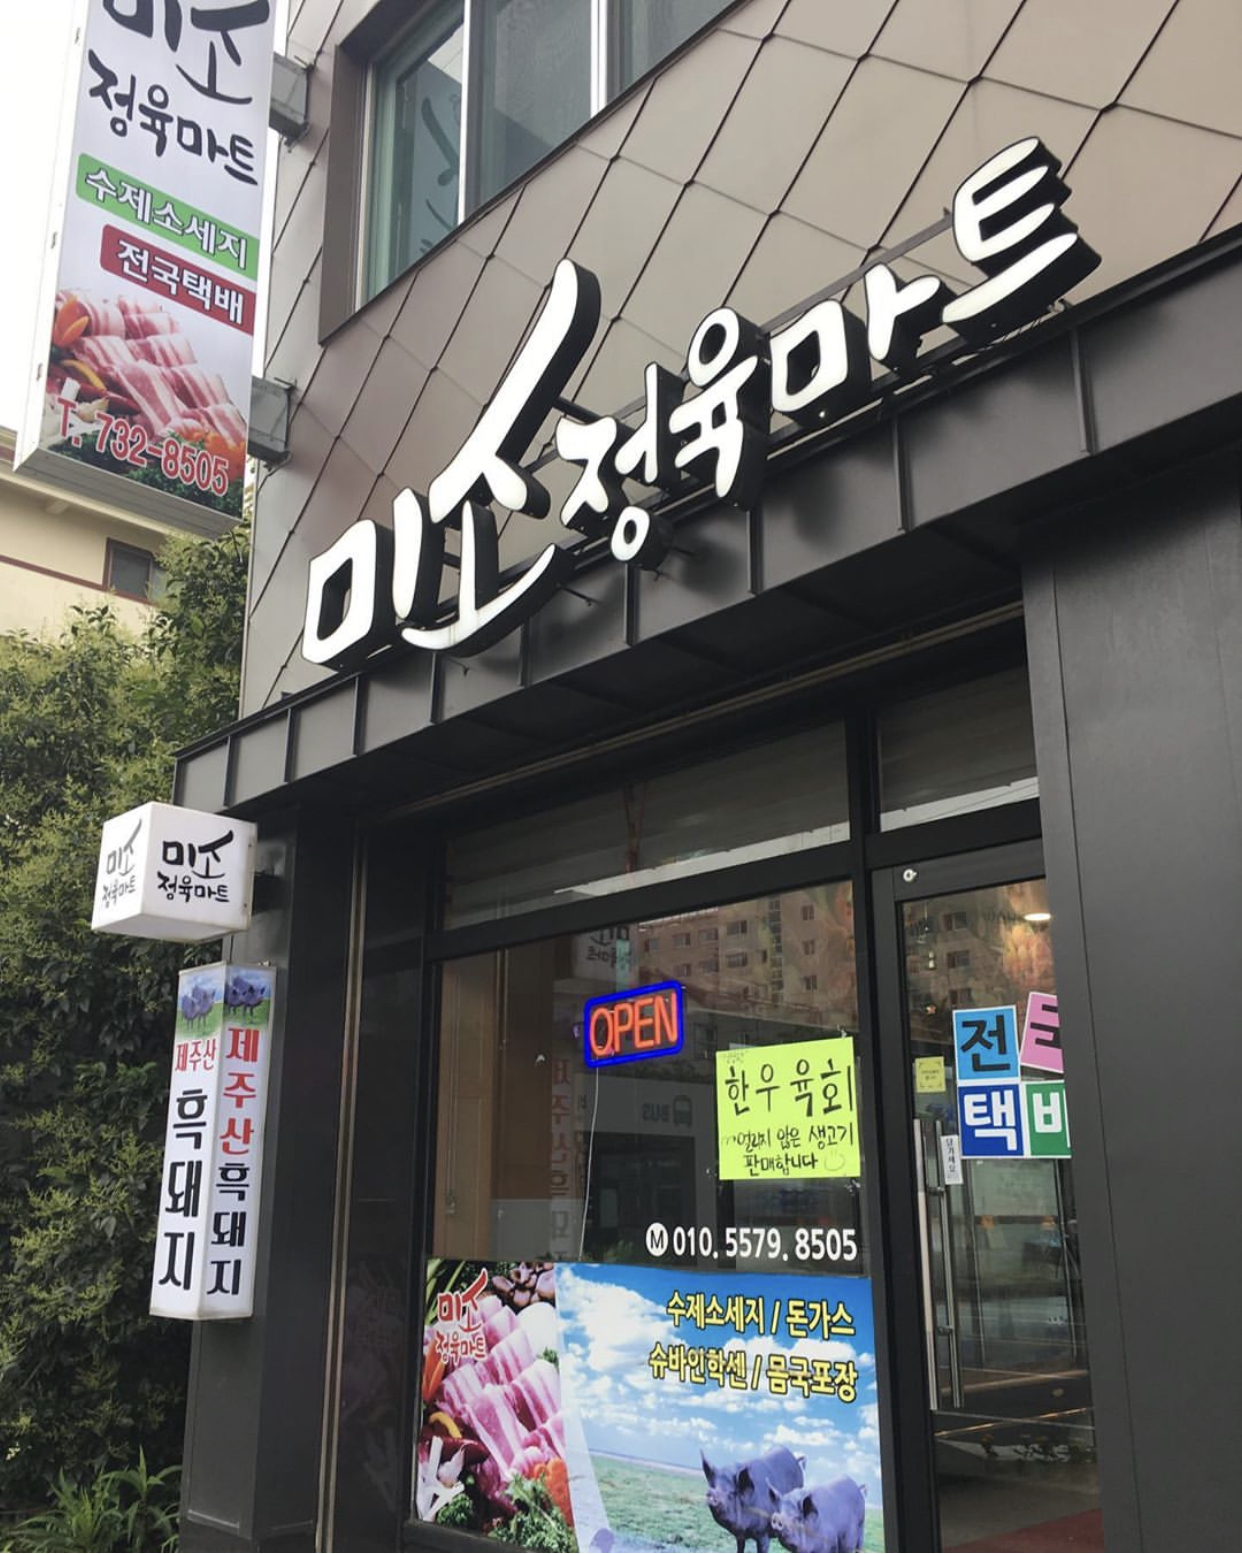 미소
정육마트
수제소세지
전국택배
T. 732-8505
미소 정육마트
미소
정육마트
미소
정육마트
제주산
흑돼지
제주산흑돼지
OPEN
한우 육회
얼리지 않은 생고기
판매합니다
M 010. 5579. 8505
미소
정육마트
수제소세지 / 돈가스
슈바인학센 / 몸국포장
전
택배